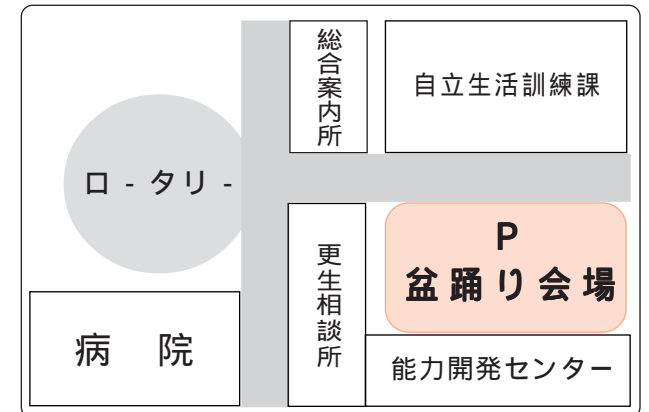 総合案内所
自立生活訓練課
ロ-タリ-
P
盆踊り会場
更生相談所
病院
能力開発センター